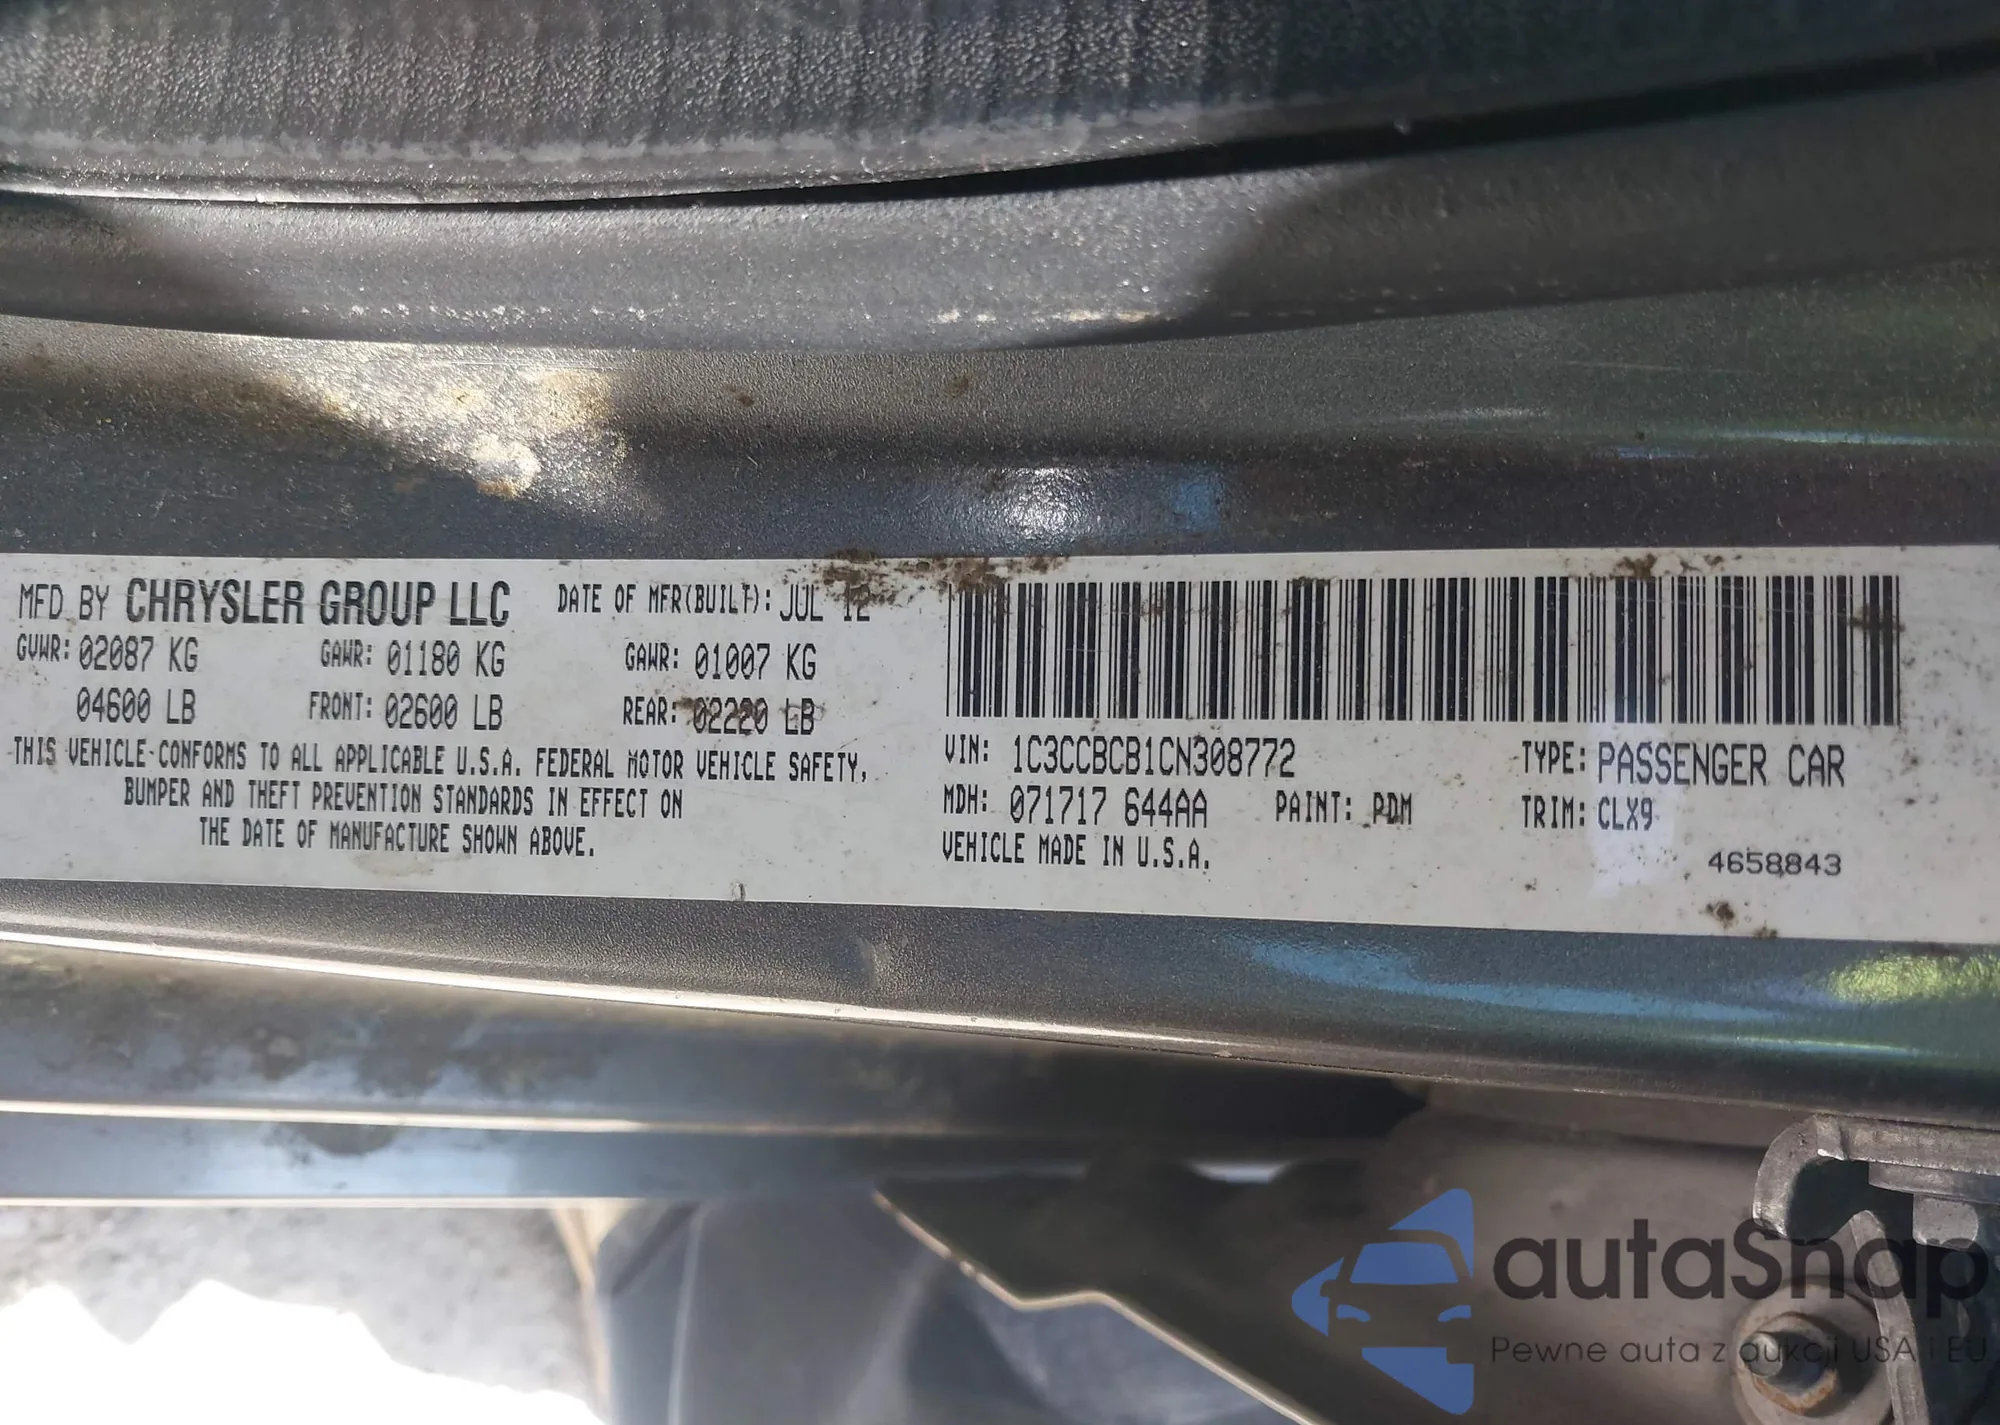 MFD BY CHRYSLER GROUP LLC DATE OF MFR(BUILT): JUL 12
GVWR: 02087 KG GAWR: 01180 KG GAWR: 01007 KG
04600 LB FRONT: 02600 LB REAR: 02220 LB
THIS VEHICLE CONFORMS TO ALL APPLICABLE U.S.A. FEDERAL MOTOR VEHICLE SAFETY,
BUMPER AND THEFT PREVENTION STANDARDS IN EFFECT ON
THE DATE OF MANUFACTURE SHOWN ABOVE.
VIN: 1C3CCBCB1CN308772 TYPE: PASSENGER CAR
MDH: 071717 644AA PAINT: PDM TRIM: CLX9
VEHICLE MADE IN U.S.A.
4658843
autaSnap
Pewne auta z aukcji USA i EU